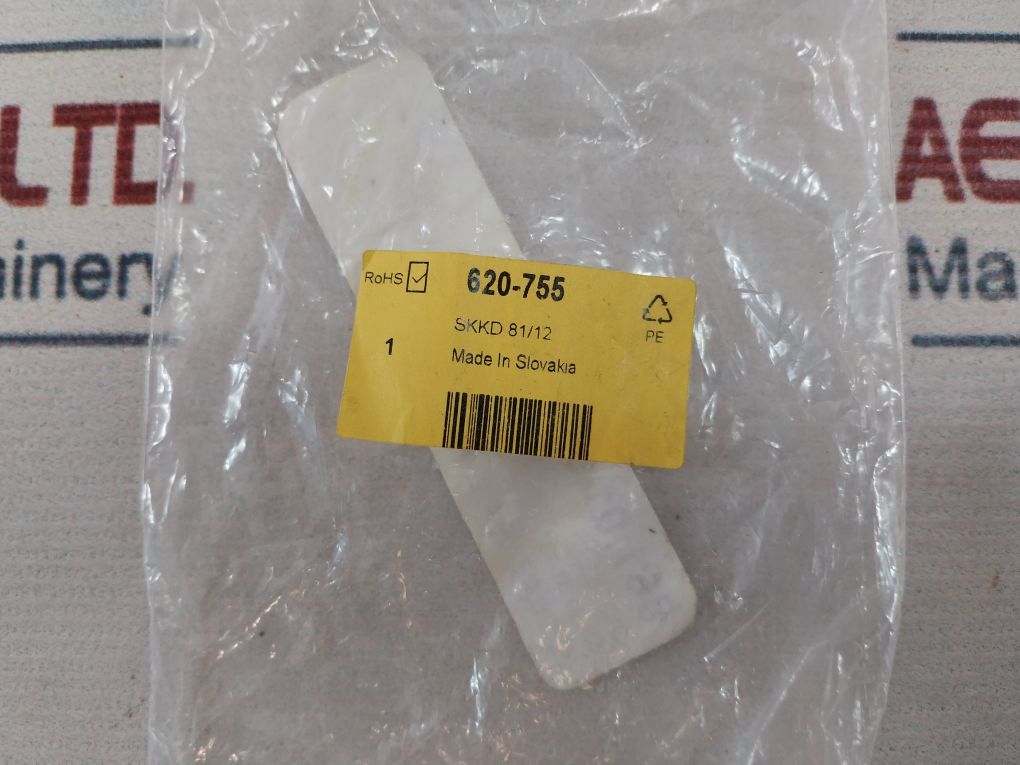 LTD.
AE
ainery
Ma
RoHS 620-755
SKKD 81/12
1
Made In Slovakia
PE